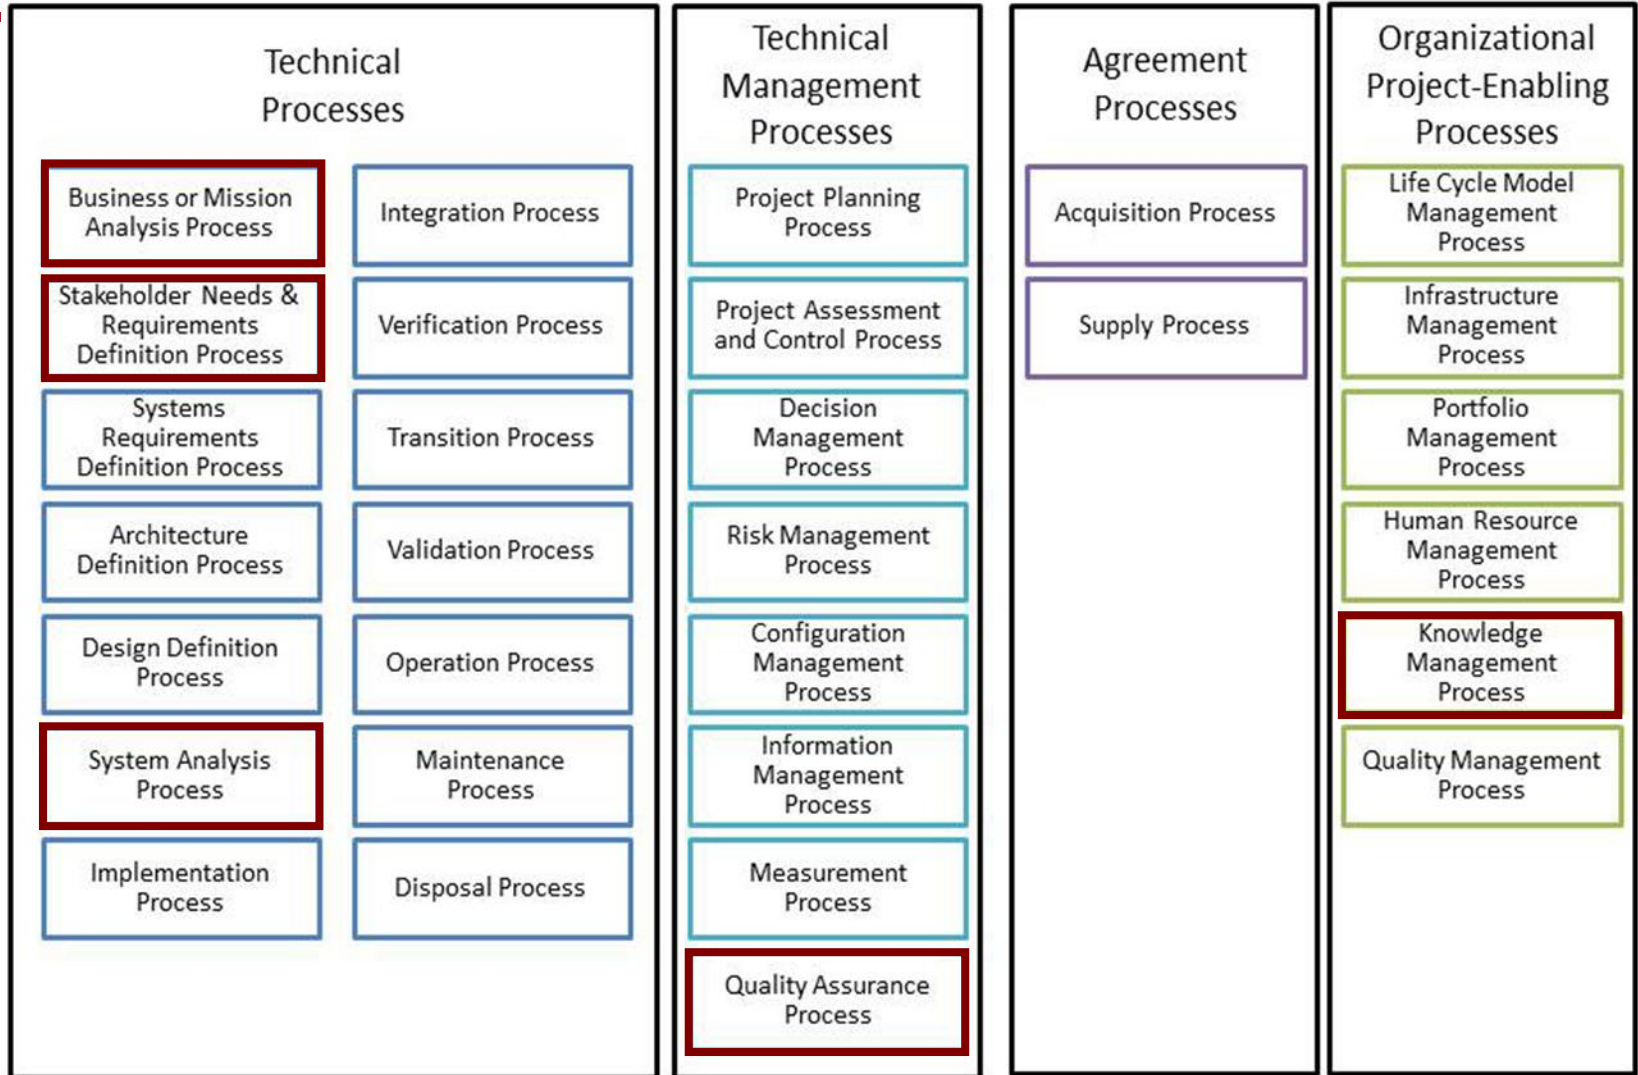 Technical
Processes
Business or Mission
Analysis Process
Stakeholder Needs &
Requirements
Definition Process
Systems
Requirements
Definition Process
Architecture
Definition Process
Design Definition
Process
System Analysis
Process
Implementation
Process
Integration Process
Verification Process
Transition Process
Validation Process
Operation Process
Maintenance
Process
Disposal Process
Technical
Management
Processes
Project Planning
Process
Project Assessment
and Control Process
Decision
Management
Process
Risk Management
Process
Configuration
Management
Process
Information
Management
Process
Measurement
Process
Quality Assurance
Process
Agreement
Processes
Acquisition Process
Supply Process
Organizational
Project-Enabling
Processes
Life Cycle Model
Management
Process
Infrastructure
Management
Process
Portfolio
Management
Process
Human Resource
Management
Process
Knowledge
Management
Process
Quality Management
Process